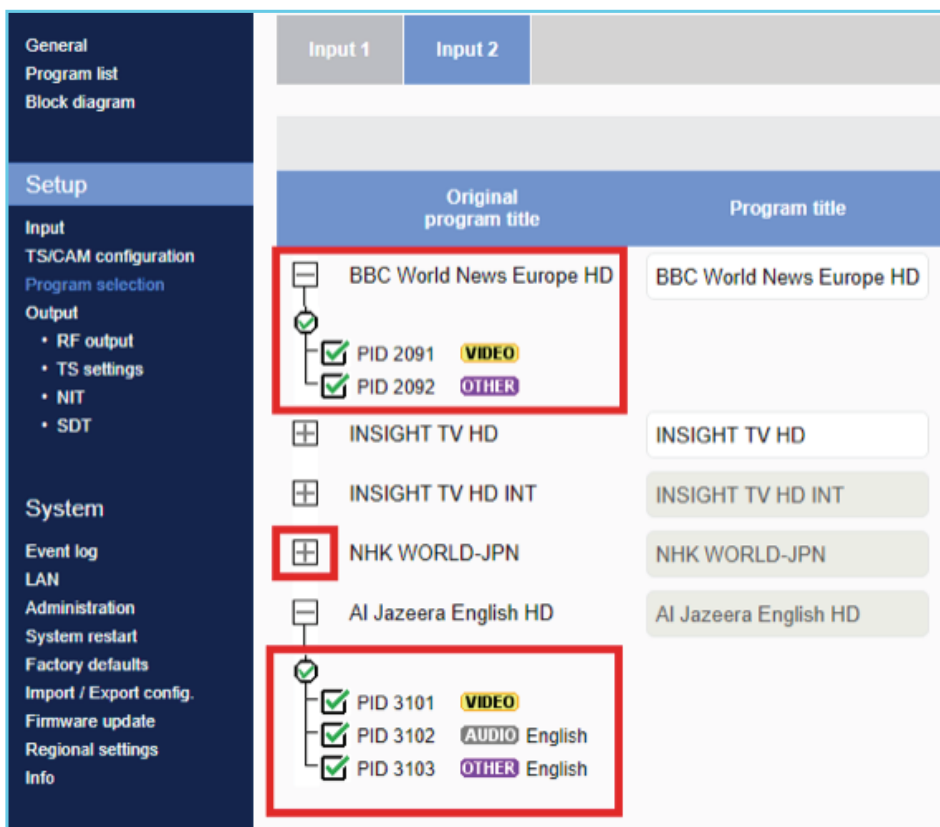 General
Program list
Block diagram
Setup
Input
TS/CAM configuration
Program selection
Output
• RF output
• TS settings
• NIT
• SDT
System
Event log
LAN
Administration
System restart
Factory defaults
Import / Export config.
Firmware update
Regional settings
Info
Input 1 Input 2
Original
program title
Program title
BBC World News Europe HD BBC World News Europe HD
PID 2091 VIDEO
PID 2092 OTHER
INSIGHT TV HD INSIGHT TV HD
INSIGHT TV HD INT INSIGHT TV HD INT
NHK WORLD-JPN NHK WORLD-JPN
Al Jazeera English HD Al Jazeera English HD
PID 3101 VIDEO
PID 3102 AUDIO English
PID 3103 OTHER English